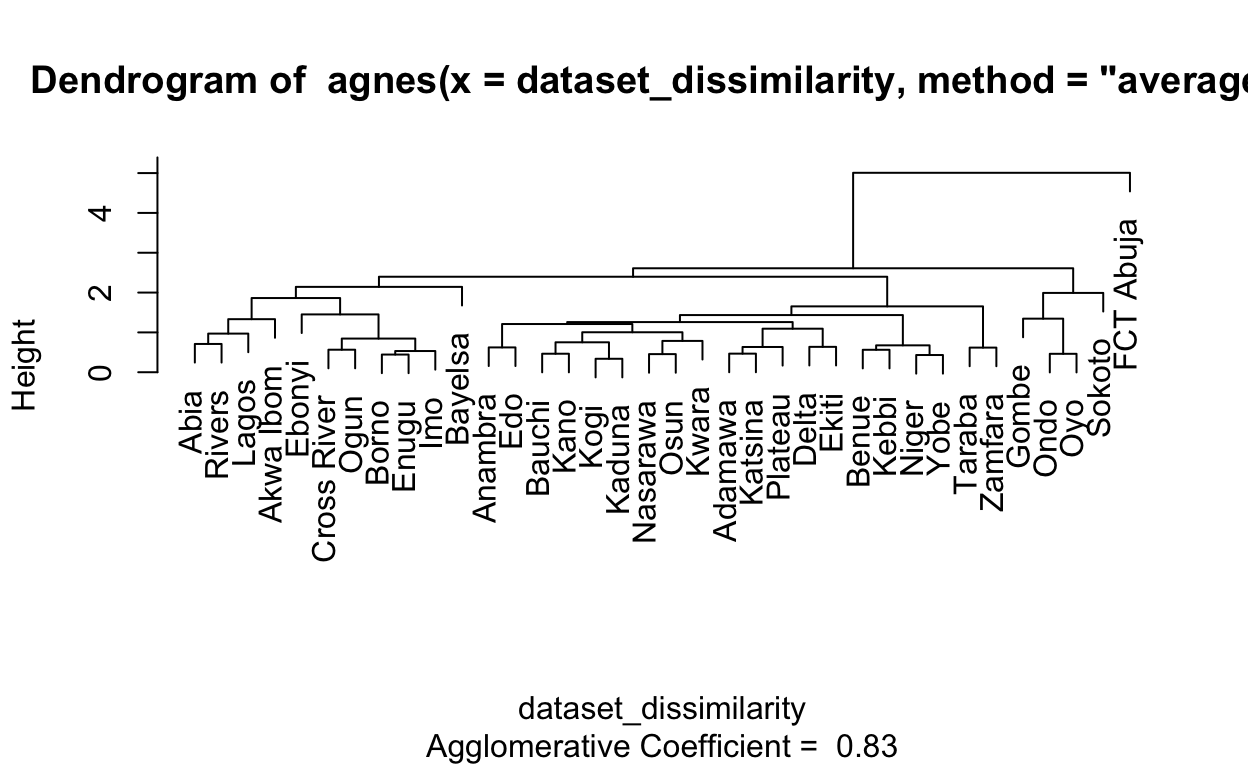 Dendrogram of  agnes(x = dataset_dissimilarity, method = "average
Height
4
2
0
Abia
Rivers
Lagos
Akwa Ibom
Ebonyi
Cross River
Ogun
Borno
Enugu
Imo
Bayelsa
Anambra
Edo
Bauchi
Kano
Kogi
Kaduna
Nasarawa
Osun
Kwara
Adamawa
Katsina
Plateau
Delta
Ekiti
Benue
Kebbi
Niger
Yobe
Taraba
Zamfara
Gombe
Ondo
Oyo
Sokoto
FCT Abuja
dataset_dissimilarity
Agglomerative Coefficient =  0.83